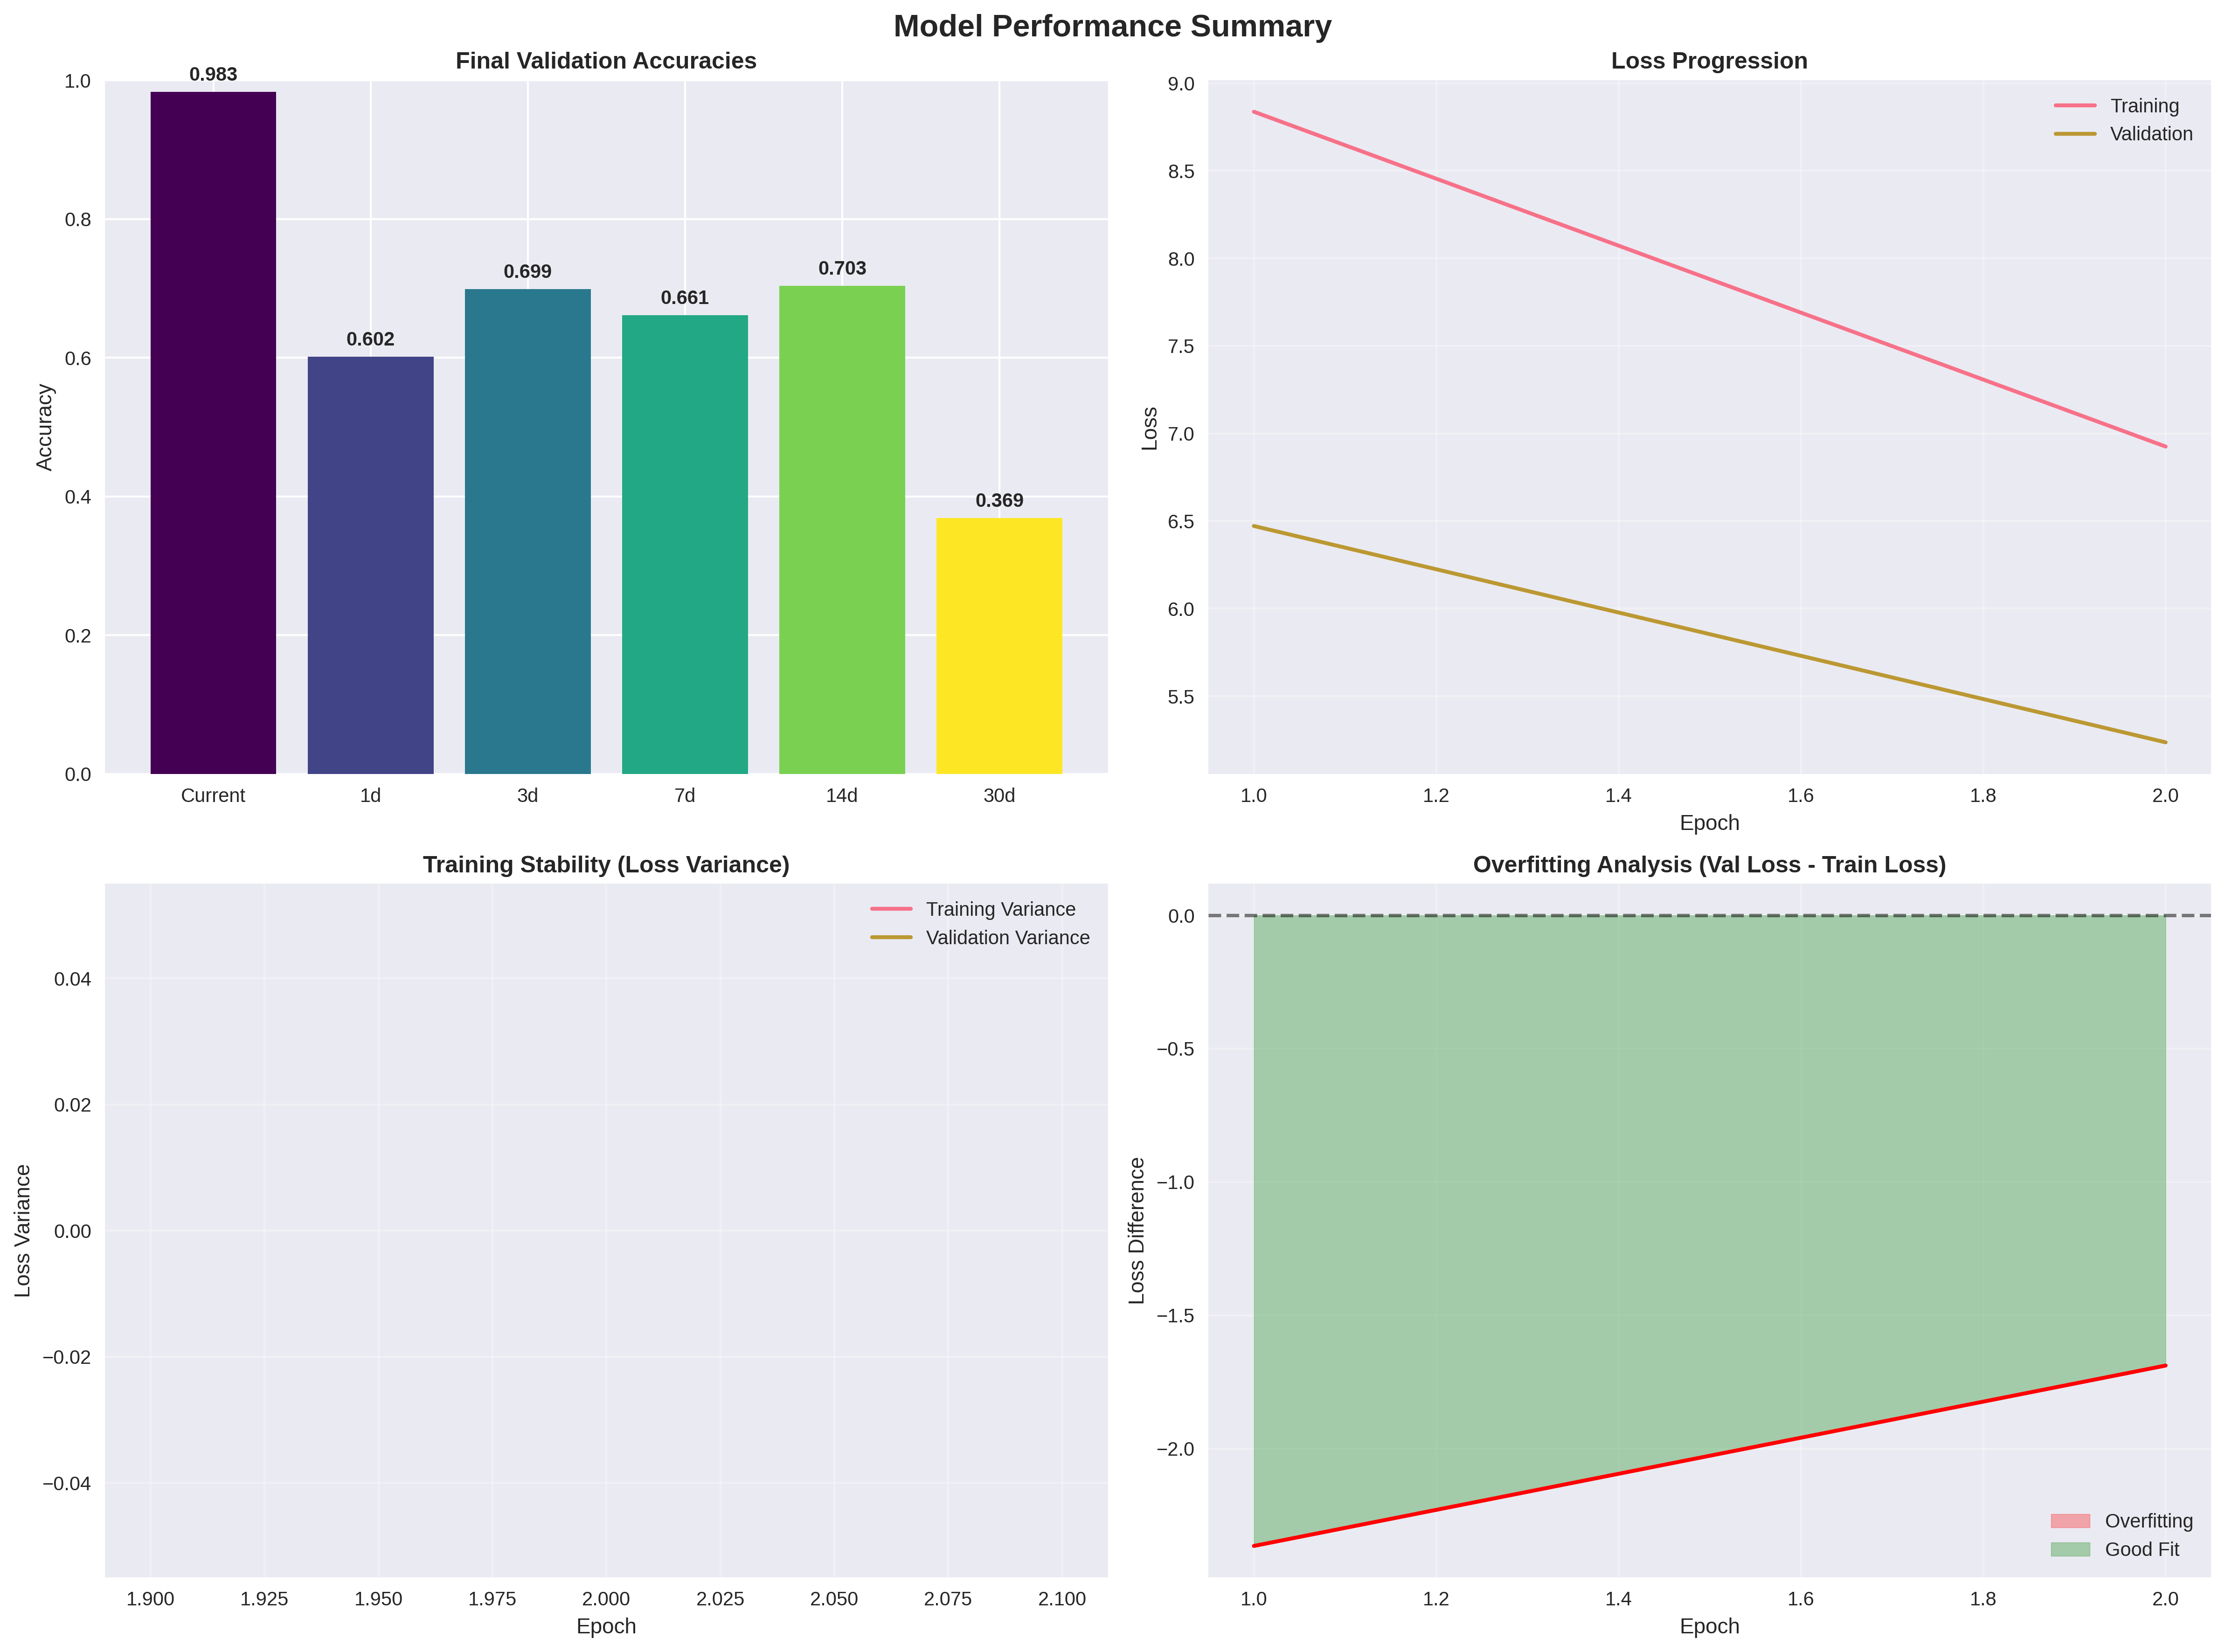 Model Performance Summary
Final Validation Accuracies
0.983
0.602
0.699
0.661
0.703
0.369
1.0
0.8
0.6
0.4
0.2
0.0
Accuracy
Current 1d 3d 7d 14d 30d
Loss Progression
Training
Validation
9.0
8.5
8.0
7.5
7.0
6.5
6.0
5.5
Loss
1.0 1.2 1.4 1.6 1.8 2.0
Epoch
Training Stability (Loss Variance)
Training Variance
Validation Variance
0.04
0.02
0.00
−0.02
−0.04
Loss Variance
1.900 1.925 1.950 1.975 2.000 2.025 2.050 2.075 2.100
Epoch
Overfitting Analysis (Val Loss - Train Loss)
0.0
−0.5
−1.0
−1.5
−2.0
Loss Difference
Overfitting
Good Fit
1.0 1.2 1.4 1.6 1.8 2.0
Epoch